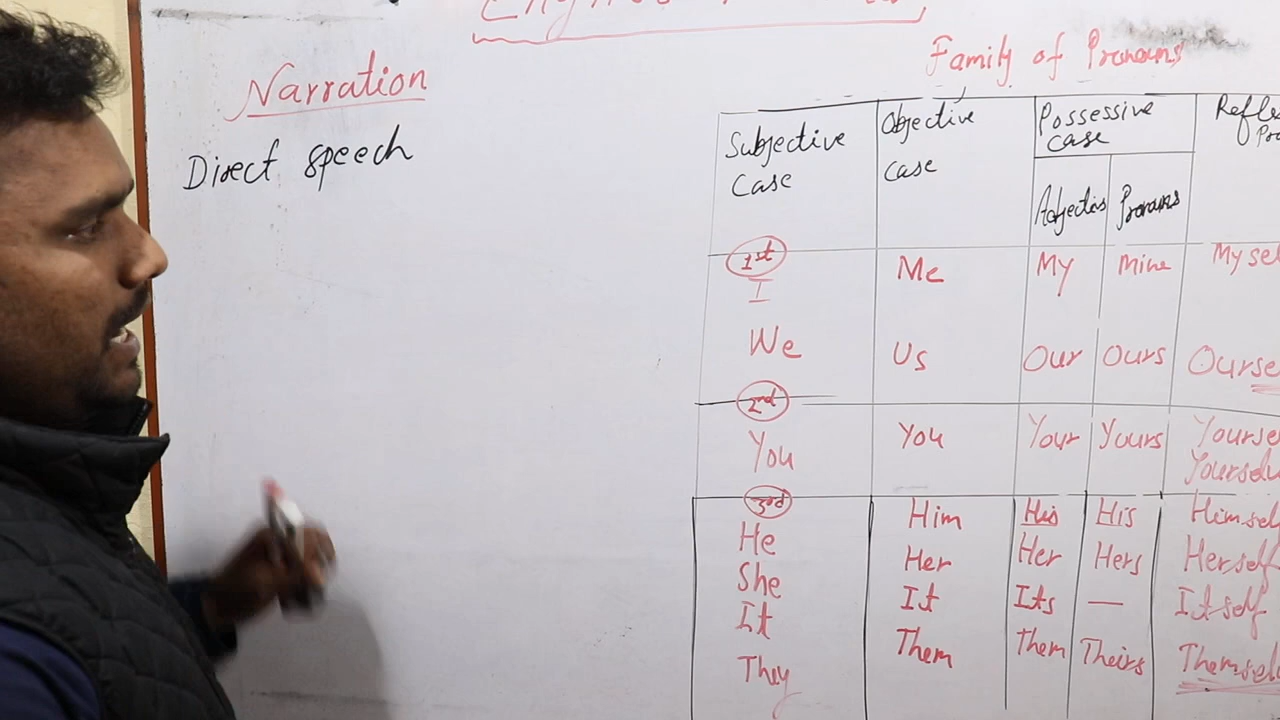 Narration
Direct speech
Family of Pronouns
Subjective Case
Objective case
Possessive case
Adjectives
Pronouns
1st
I Me My Mine
We Us Our Ours
2nd
You You Your Yours
3rd
He Him His His Himself
She Her Her Hers Herself
It It Its — Itself
They Them Them Theirs